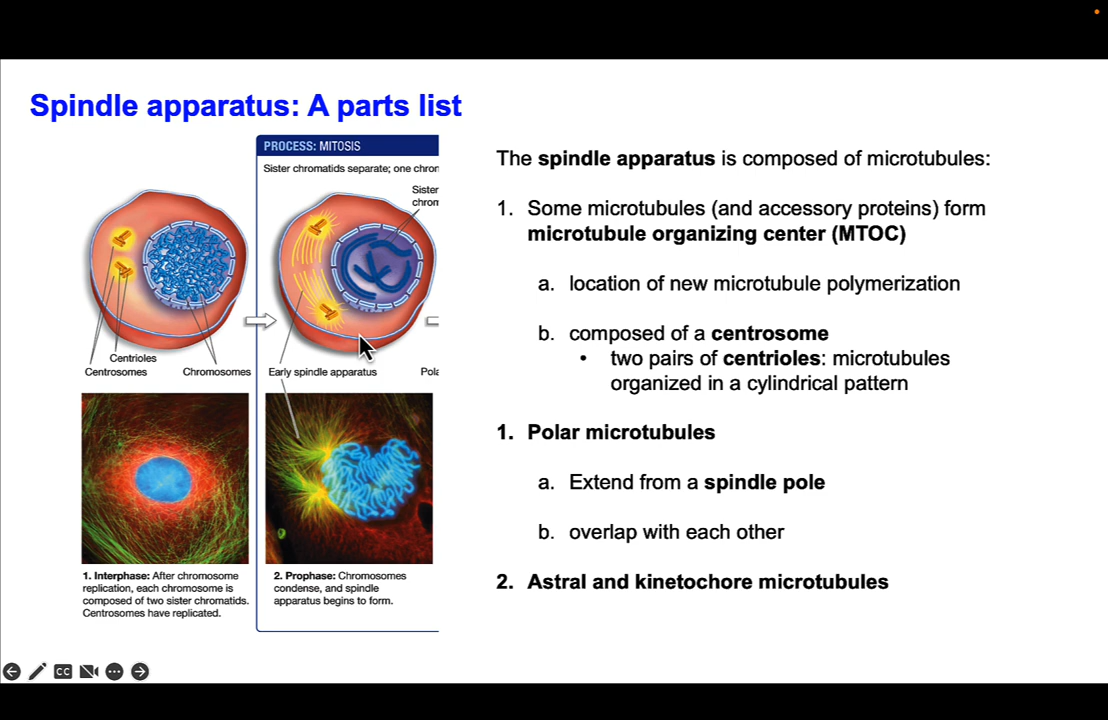 Spindle apparatus: A parts list
PROCESS: MITOSIS
Sister chromatids separate; one chron
Sister
chrom
Centrioles
Centrosomes
Chromosomes
Early spindle apparatus
Pola
1. Interphase: After chromosome
replication, each chromosome is
composed of two sister chromatids.
Centrosomes have replicated.
2. Prophase: Chromosomes
condense, and spindle
apparatus begins to form.
The spindle apparatus is composed of microtubules:
1. Some microtubules (and accessory proteins) form
microtubule organizing center (MTOC)
a. location of new microtubule polymerization
b. composed of a centrosome
• two pairs of centrioles: microtubules
organized in a cylindrical pattern
1. Polar microtubules
a. Extend from a spindle pole
b. overlap with each other
2. Astral and kinetochore microtubules
CC